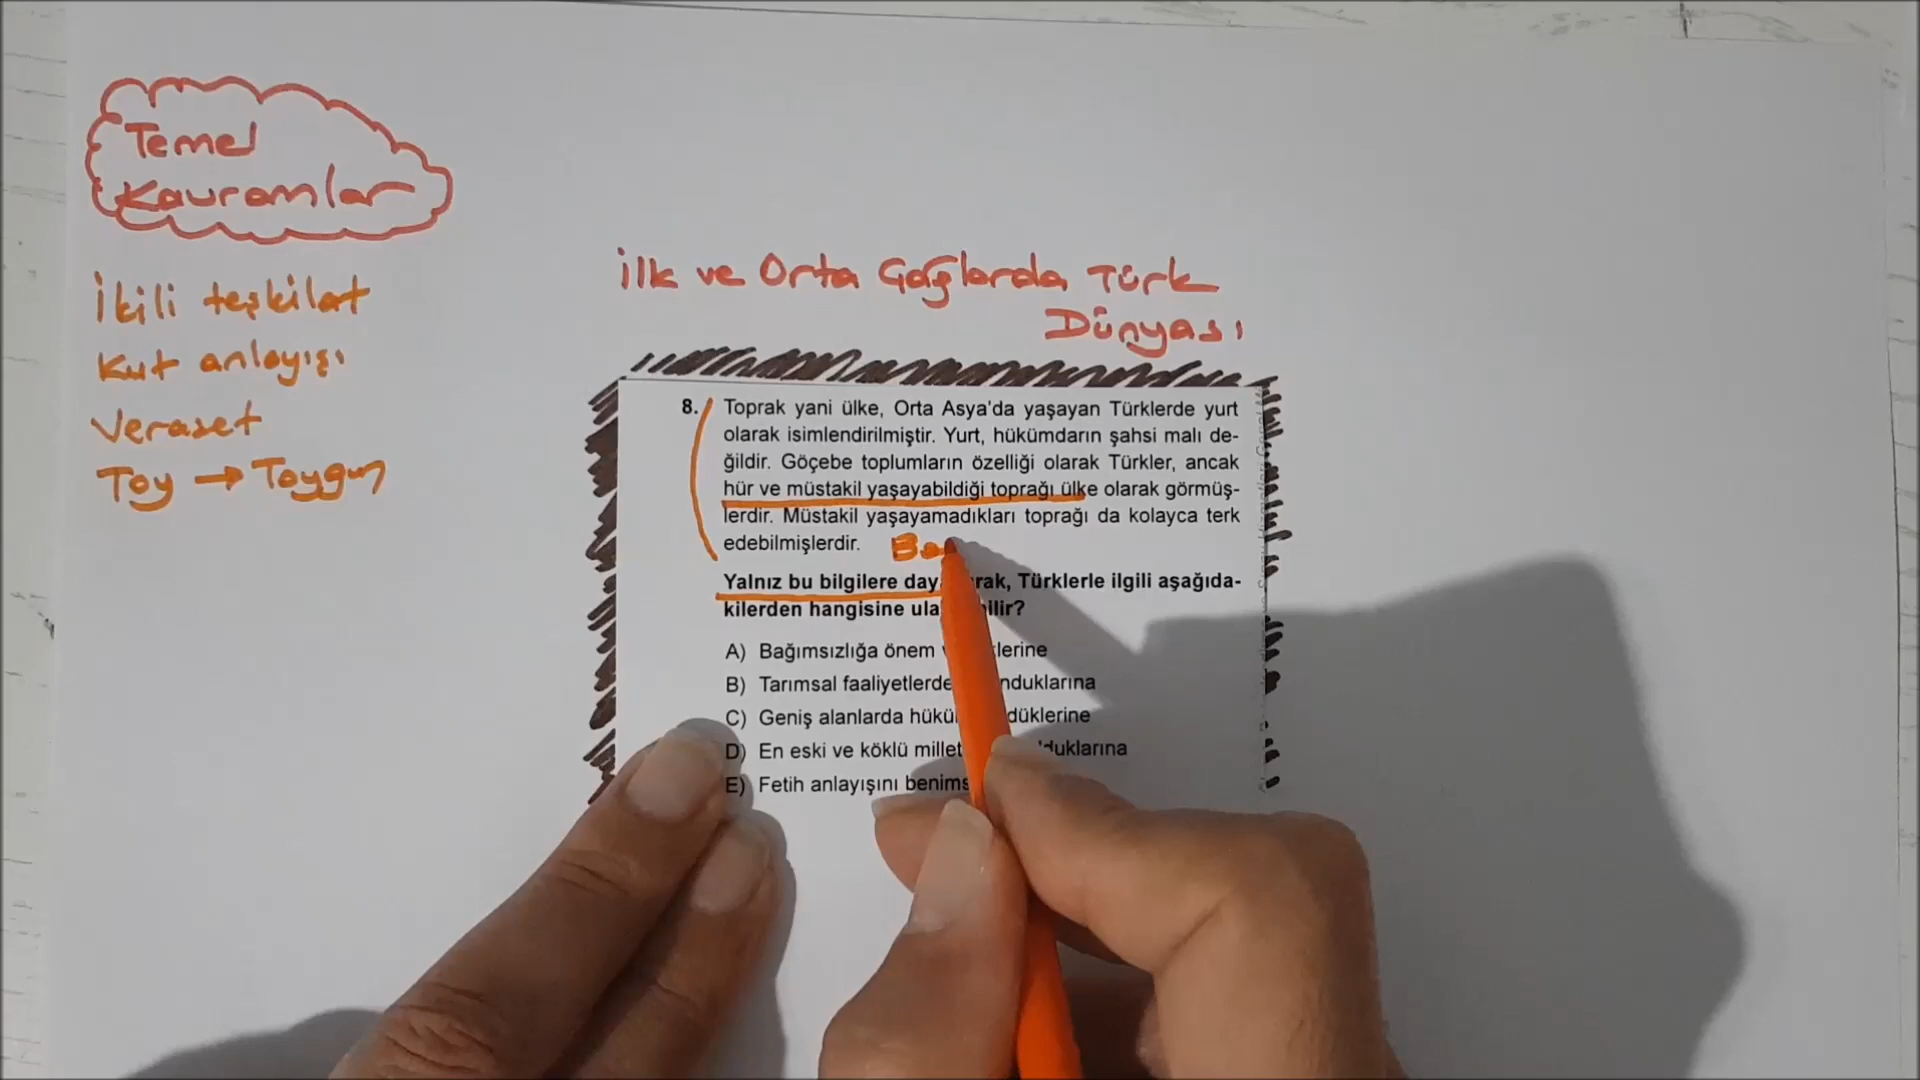 Temel
Kavramlar
İkili teşkilat
Kut anlayışı
Veraset
Toy → Toygun
İlk ve Orta Çağlarda Türk
Dünyası
8. Toprak yani ülke, Orta Asya'da yaşayan Türklerde yurt
olarak isimlendirilmiştir. Yurt, hükümdarın şahsi malı de-
ğildir. Göçebe toplumların özelliği olarak Türkler, ancak
hür ve müstakil yaşayabildiği toprağı ülke olarak görmüş-
lerdir. Müstakil yaşayamadıkları toprağı da kolayca terk
edebilmişlerdir. Ba
Yalnız bu bilgilere day rak, Türklerle ilgili aşağıda-
kilerden hangisine ula bilir?
A) Bağımsızlığa önem v lerine
B) Tarımsal faaliyetlerde nduklarına
C) Geniş alanlarda hükü düklerine
D) En eski ve köklü millet duklarına
E) Fetih anlayışını benims